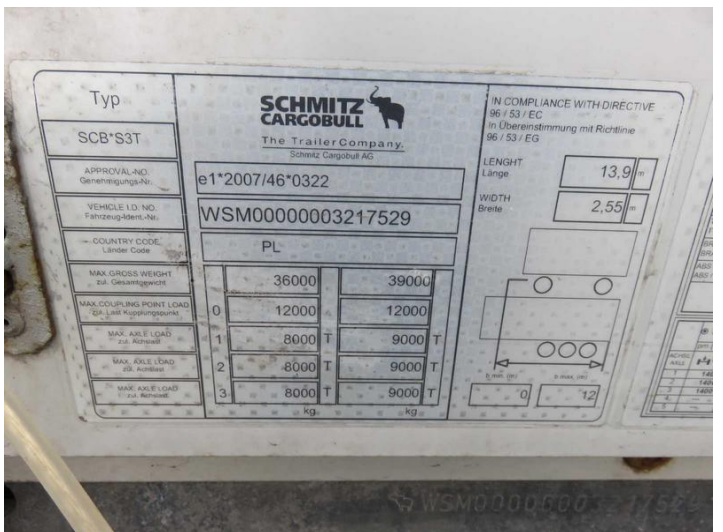 Typ
SCB*S3T
APPROVAL-NO.
Genehmigungs-Nr.
VEHICLE I.D. NO.
Fahrzeug-Ident.-Nr.
COUNTRY CODE
Länder Code
MAX.GROSS WEIGHT
zul. Gesamtgewicht
MAX.COUPLING POINT LOAD
zul. Last Kupplungspunkt
MAX. AXLE LOAD
zul. Achslast
MAX. AXLE LOAD
zul. Achslast
MAX. AXLE LOAD
zul. Achslast
SCHMITZ
CARGOBULL
The Trailer Company.
Schmitz Cargobull AG
e1*2007/46*0322
WSM00000003217529
PL
36000 39000
0 12000 12000
1 8000 T 9000 T
2 8000 T 9000 T
3 8000 T 9000 T
kg kg
IN COMPLIANCE WITH DIRECTIVE
96 / 53 / EC
In Übereinstimmung mit Richtlinie
96 / 53 / EG
LENGHT
Länge
13,9 m
WIDTH
Breite
2,55 m
0 12
WSM00000003217529